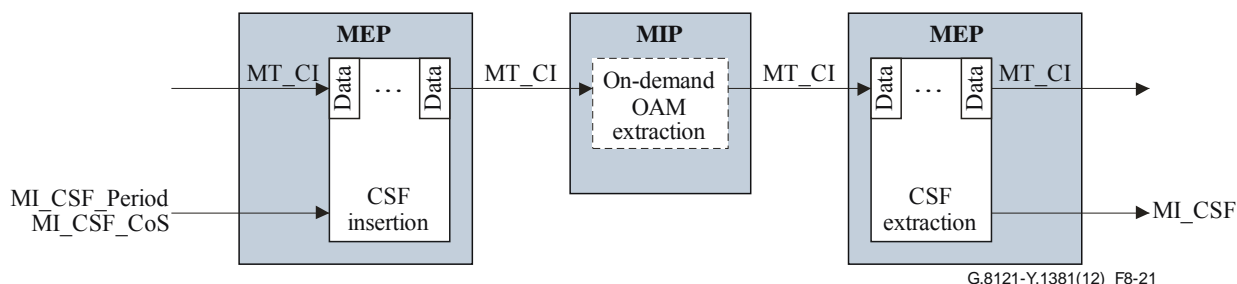 MEP
MIP
MEP
MT_CI
Data
...
Data
MT_CI
On-demand
OAM
extraction
MT_CI
Data
...
Data
MT_CI
MI_CSF_Period
MI_CSF_CoS
CSF
insertion
CSF
extraction
MI_CSF
G.8121-Y.1381(12)_F8-21